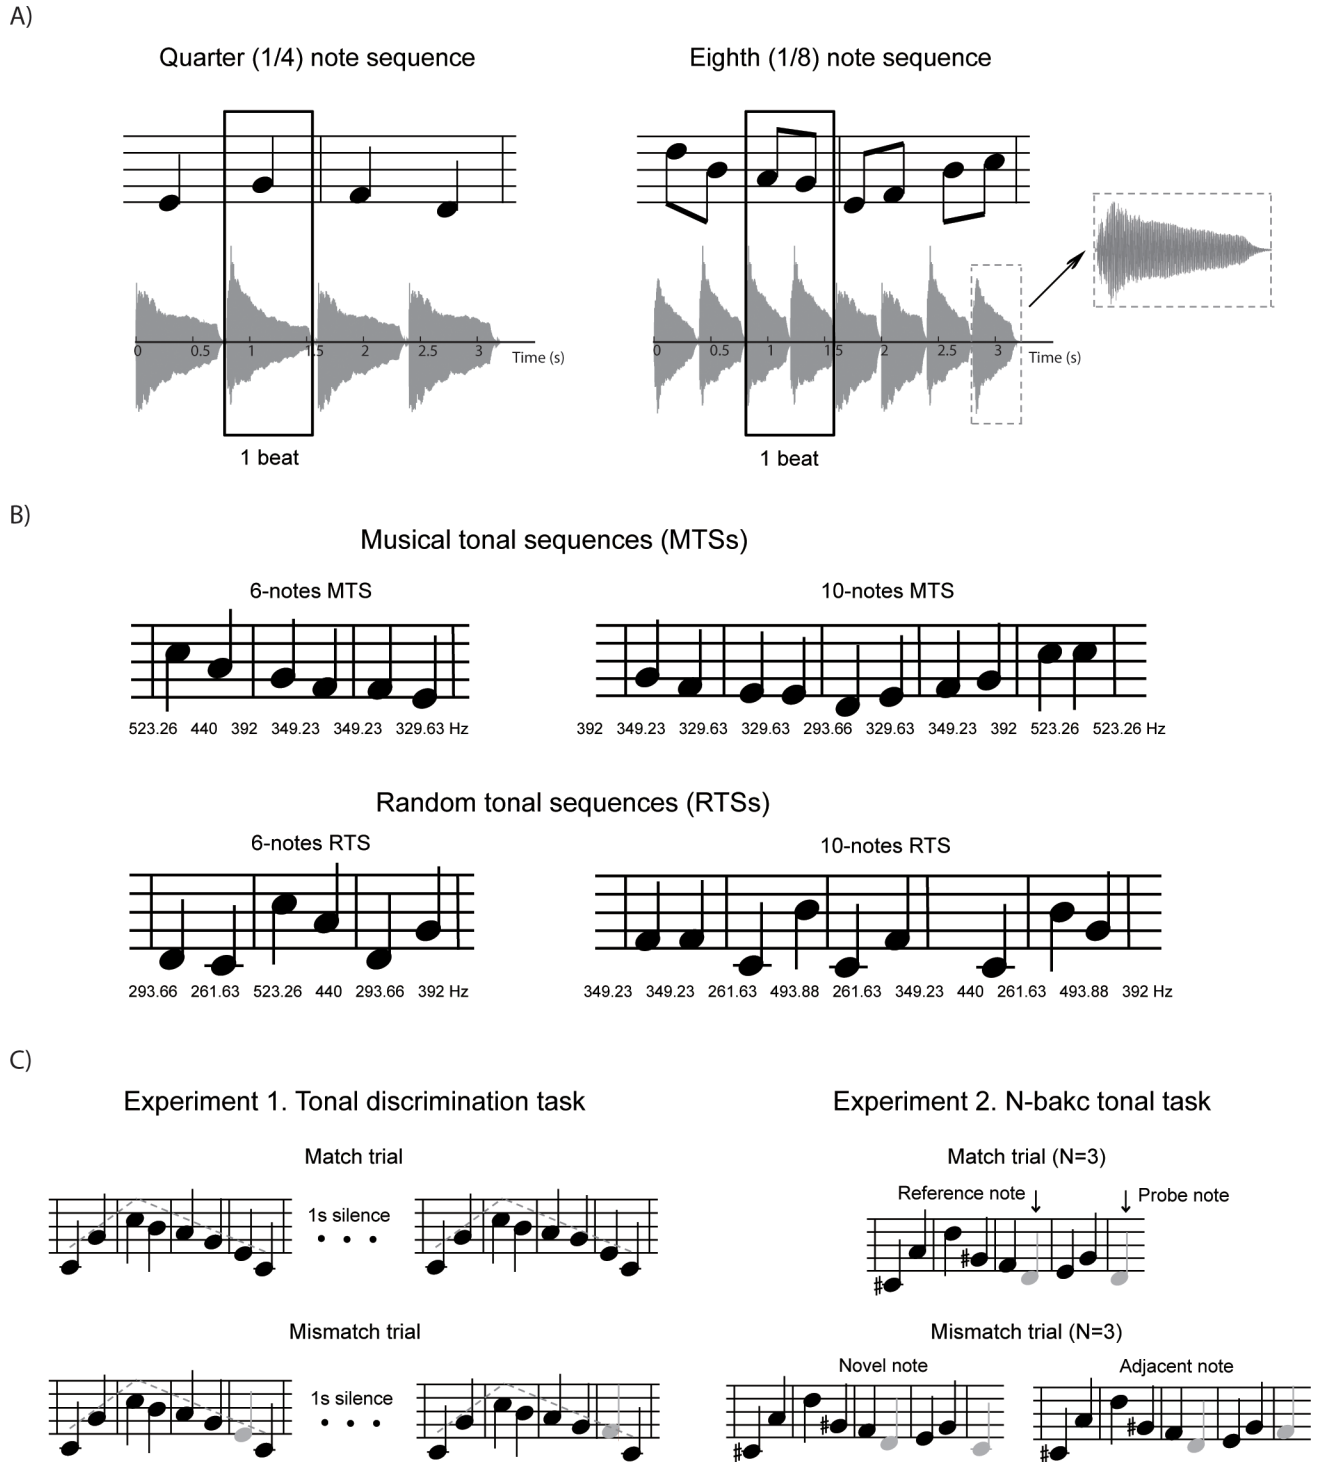 A)
Quarter (1/4) note sequence
Eighth (1/8) note sequence
0 0.5 1 1.5 2 2.5 3 Time (s)
0 0.5 1 1.5 2 2.5 3 Time (s)
1 beat
1 beat
B)
Musical tonal sequences (MTSs)
6-notes MTS
10-notes MTS
523.26 440 392 349.23 349.23 329.63 Hz
392 349.23 329.63 329.63 293.66 329.63 349.23 392 523.26 523.26 Hz
Random tonal sequences (RTSs)
6-notes RTS
10-notes RTS
293.66 261.63 523.26 440 293.66 392 Hz
349.23 349.23 261.63 493.88 261.63 349.23 440 261.63 493.88 392 Hz
C)
Experiment 1. Tonal discrimination task
Experiment 2. N-bakc tonal task
Match trial
1s silence
Match trial (N=3)
Reference note
Probe note
Mismatch trial
1s silence
Mismatch trial (N=3)
Novel note
Adjacent note